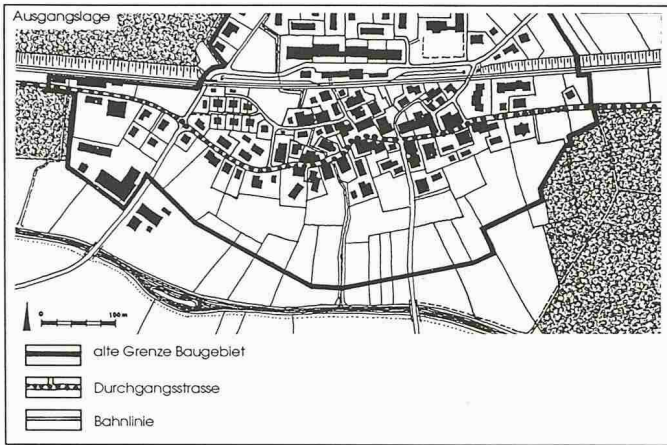 Ausgangslage
0 100 m
alte Grenze Baugebiet
Durchgangsstrasse
Bahnlinie